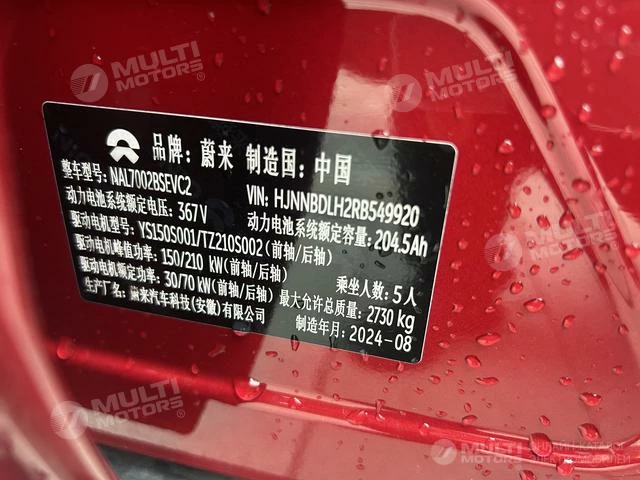 MULTI MOTORS®
MULTI MOTORS
品牌：蔚来 制造国：中国
整车型号：NAL7002BSEVC2
VIN：HJNNBDLH2RB549920
动力电池系统额定电压：367V
动力电池系统额定容量：204.5Ah
驱动电机型号：YS150S001/TZ210S002(前轴/后轴)
驱动电机峰值功率：150/210 kW(前轴/后轴)
乘坐人数：5人
驱动电机额定功率：30/70 kW(前轴/后轴)
最大允许总质量：2730 kg
生产厂名：蔚来汽车科技(安徽)有限公司
制造年月：2024-08
MULTI MOTORS
MULTI MOTORS®
MULTI MOTORS
ЭНЦИКЛ КАТАЛОГ
ЭЛЕКТРОМОБИЛЕЙ